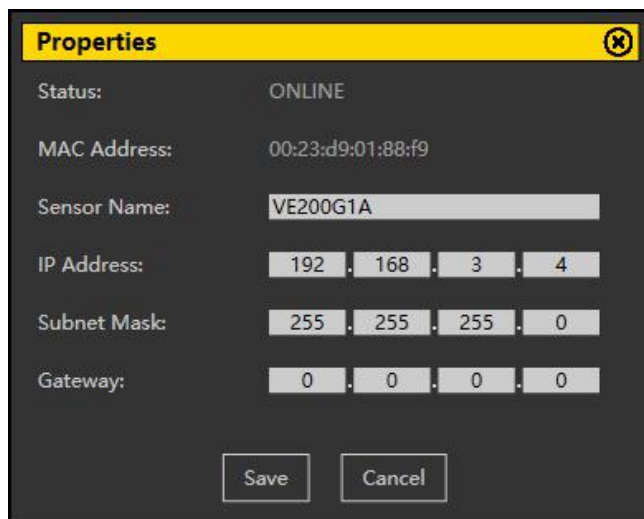 Properties
Status: ONLINE
MAC Address: 00:23:d9:01:88:f9
Sensor Name: VE200G1A
IP Address: 192 . 168 . 3 . 4
Subnet Mask: 255 . 255 . 255 . 0
Gateway: 0 . 0 . 0 . 0
Save Cancel